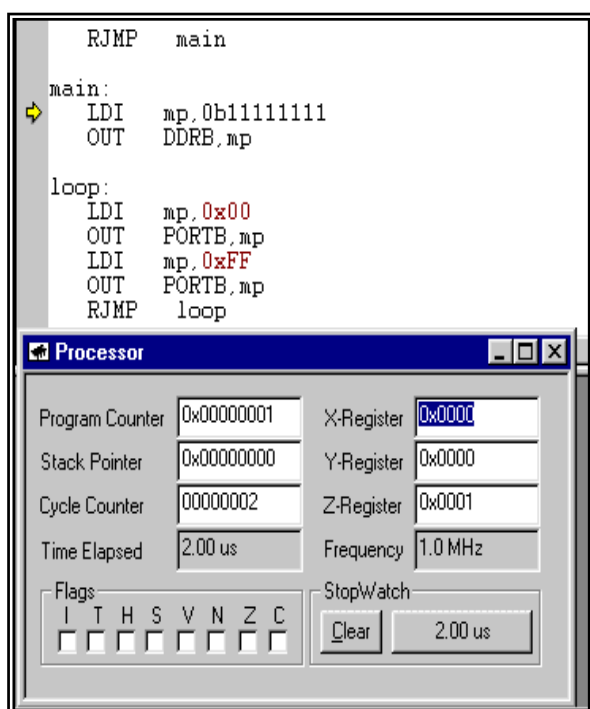 RJMP main
main:
LDI mp,0b11111111
OUT DDRB,mp
loop:
LDI mp,0x00
OUT PORTB,mp
LDI mp,0xFF
OUT PORTB,mp
RJMP loop
Processor
Program Counter 0x00000001 X-Register 0x0000
Stack Pointer 0x00000000 Y-Register 0x0000
Cycle Counter 00000002 Z-Register 0x0001
Time Elapsed 2.00 us Frequency 1.0 MHz
Flags StopWatch
I T H S V N Z C
Clear 2.00 us